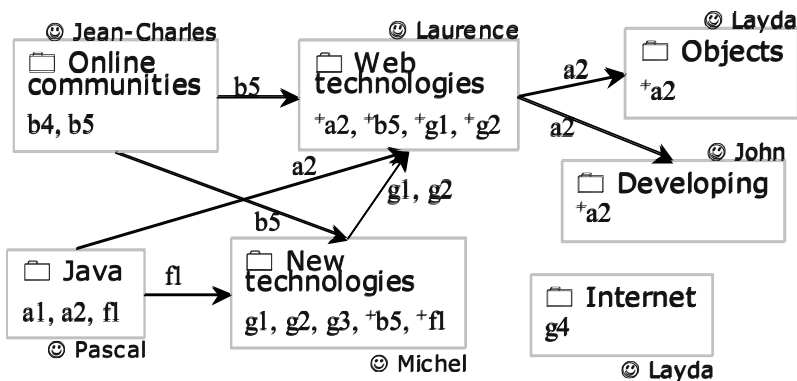 ☺ Jean-Charles
Online
communities
b4, b5
b5
☺ Laurence
Web
technologies
+a2, +b5, +g1, +g2
a2
a2
☺ Layda
Objects
+a2
☺ John
Developing
+a2
a2
b5
g1, g2
Java
a1, a2, f1
☺ Pascal
f1
New
technologies
g1, g2, g3, +b5, +f1
☺ Michel
Internet
g4
☺ Layda